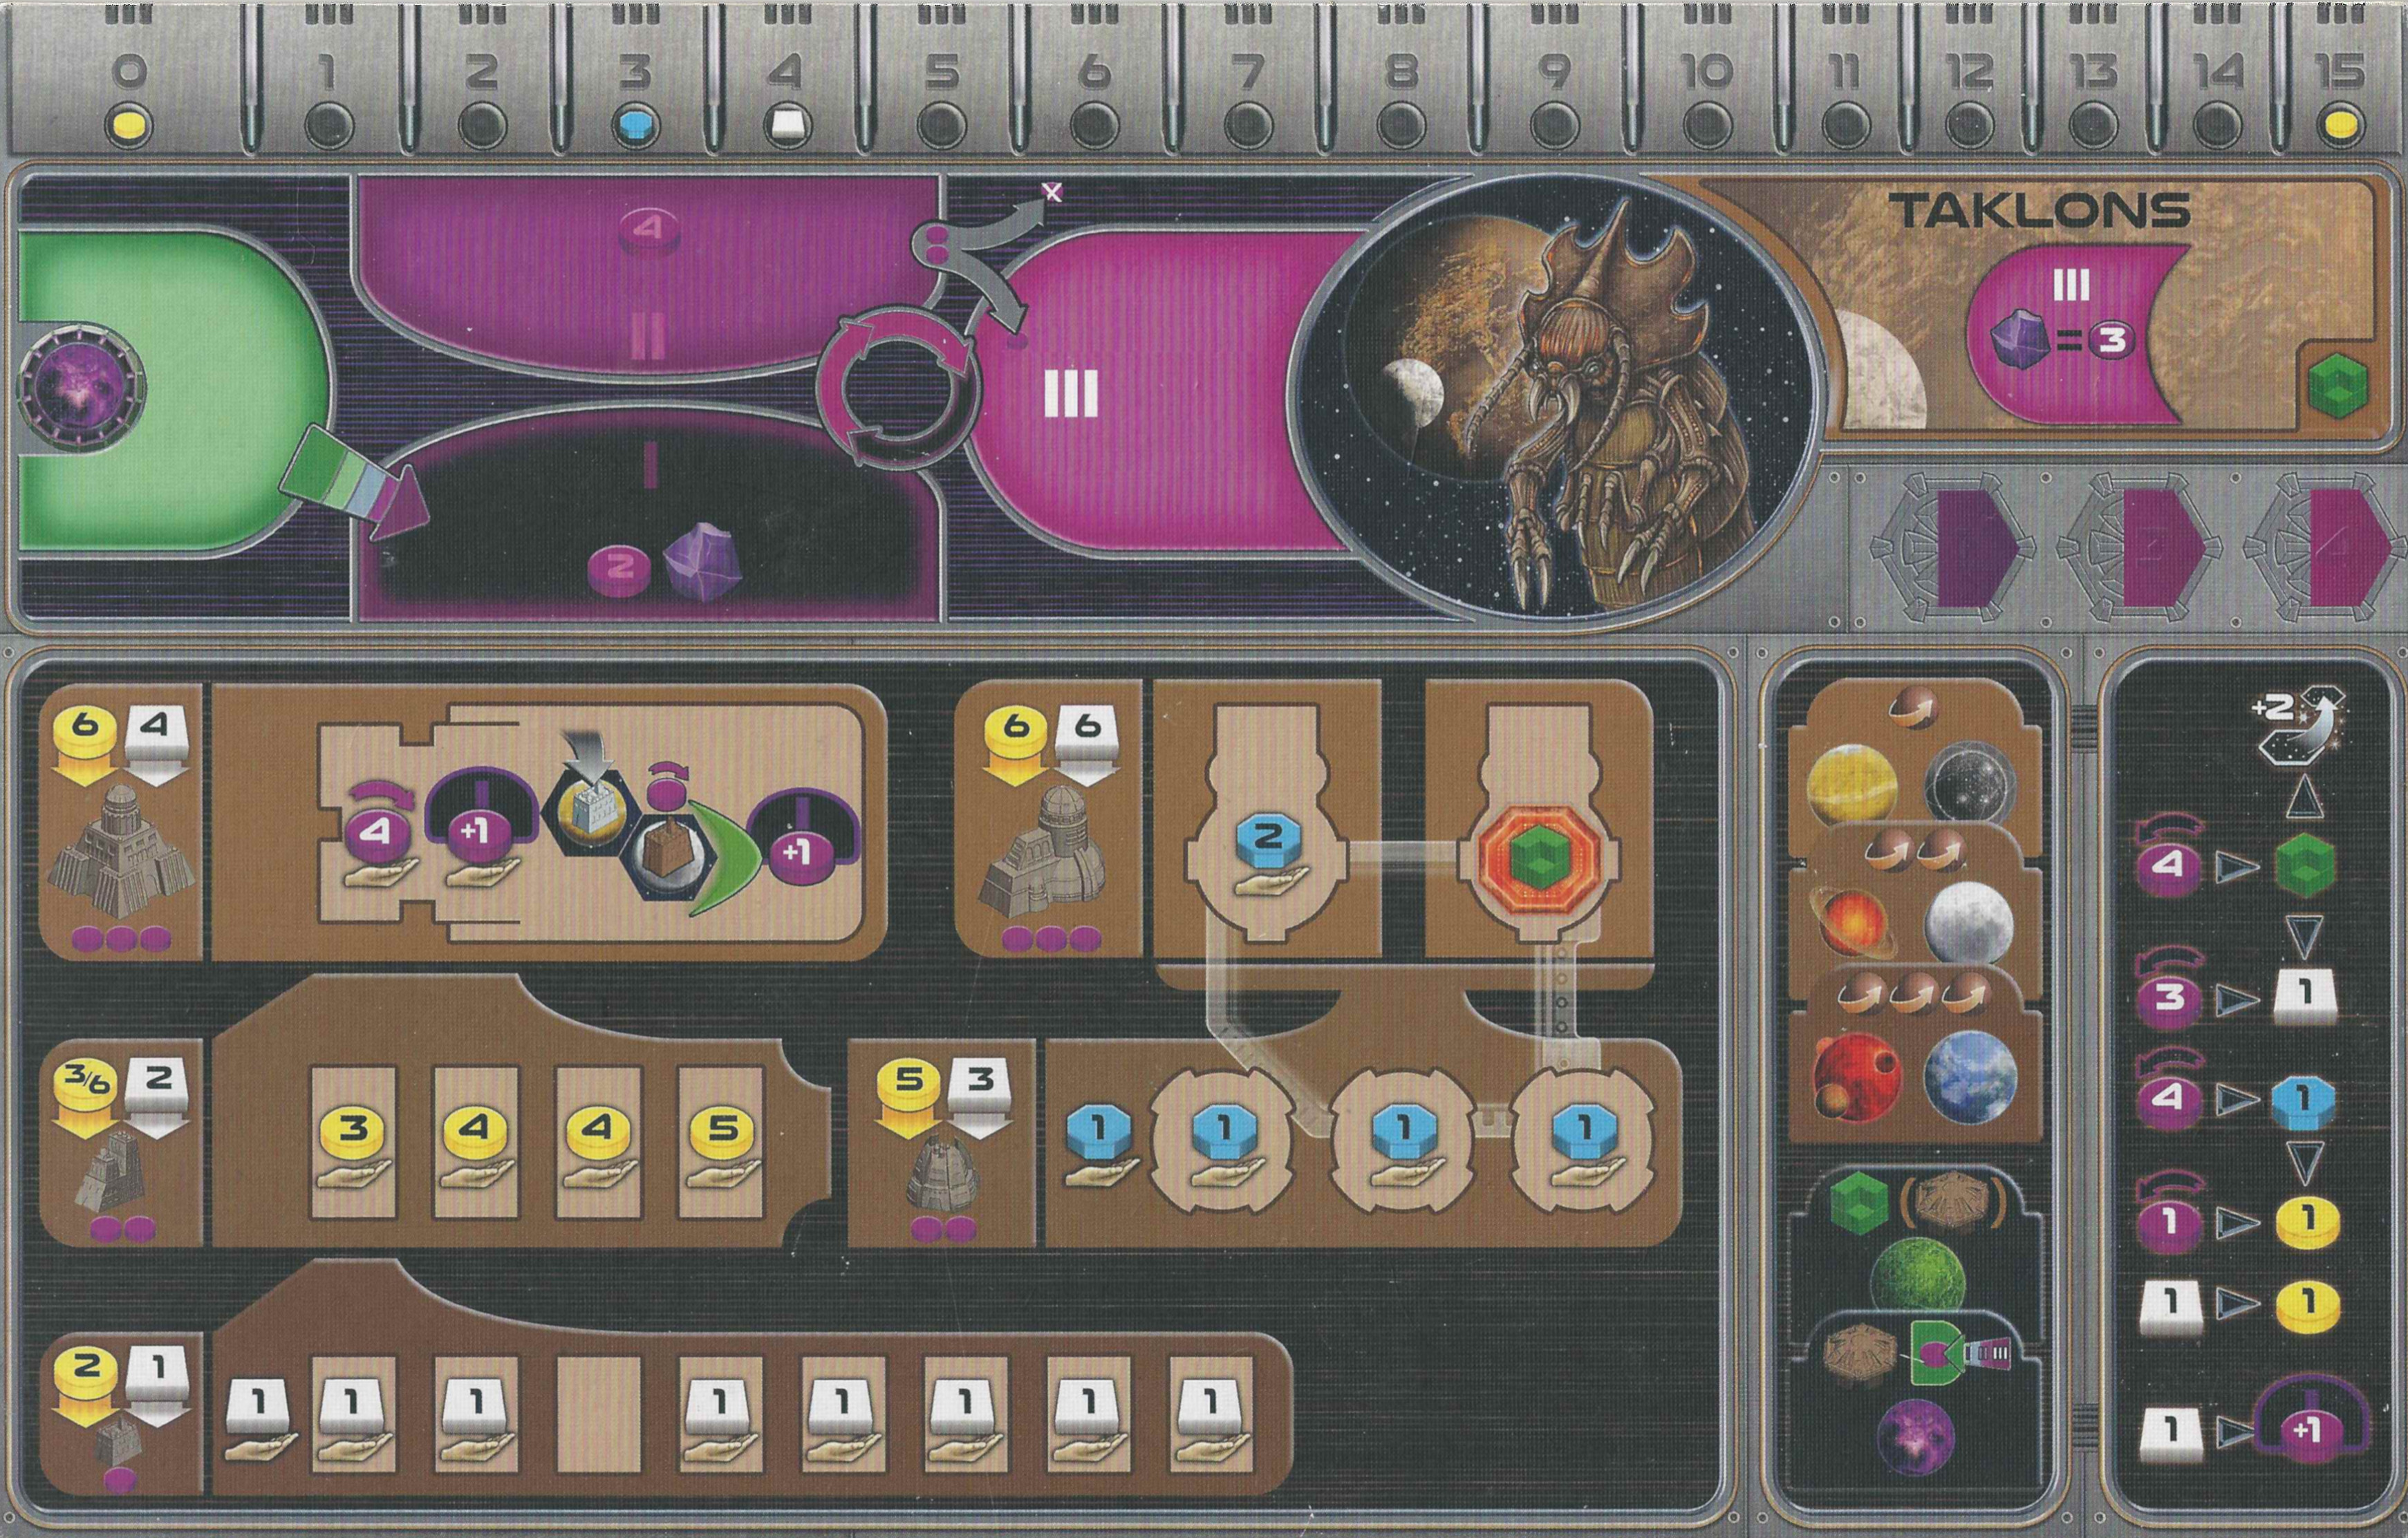 0 1 2 3 4 5 6 7 8 9 10 11 12 13 14 15
X
TAKLONS
4
II
III
III
= 3
I
2
6 4
4 +1 +1
6 6
2
+2
4
3 1
3/6 2
3 4 4 5
5 3
1 1 1 1
4 1
1 1
1 1
2 1
1 1 1 1 1 1 1 1
( )
III
1 +1